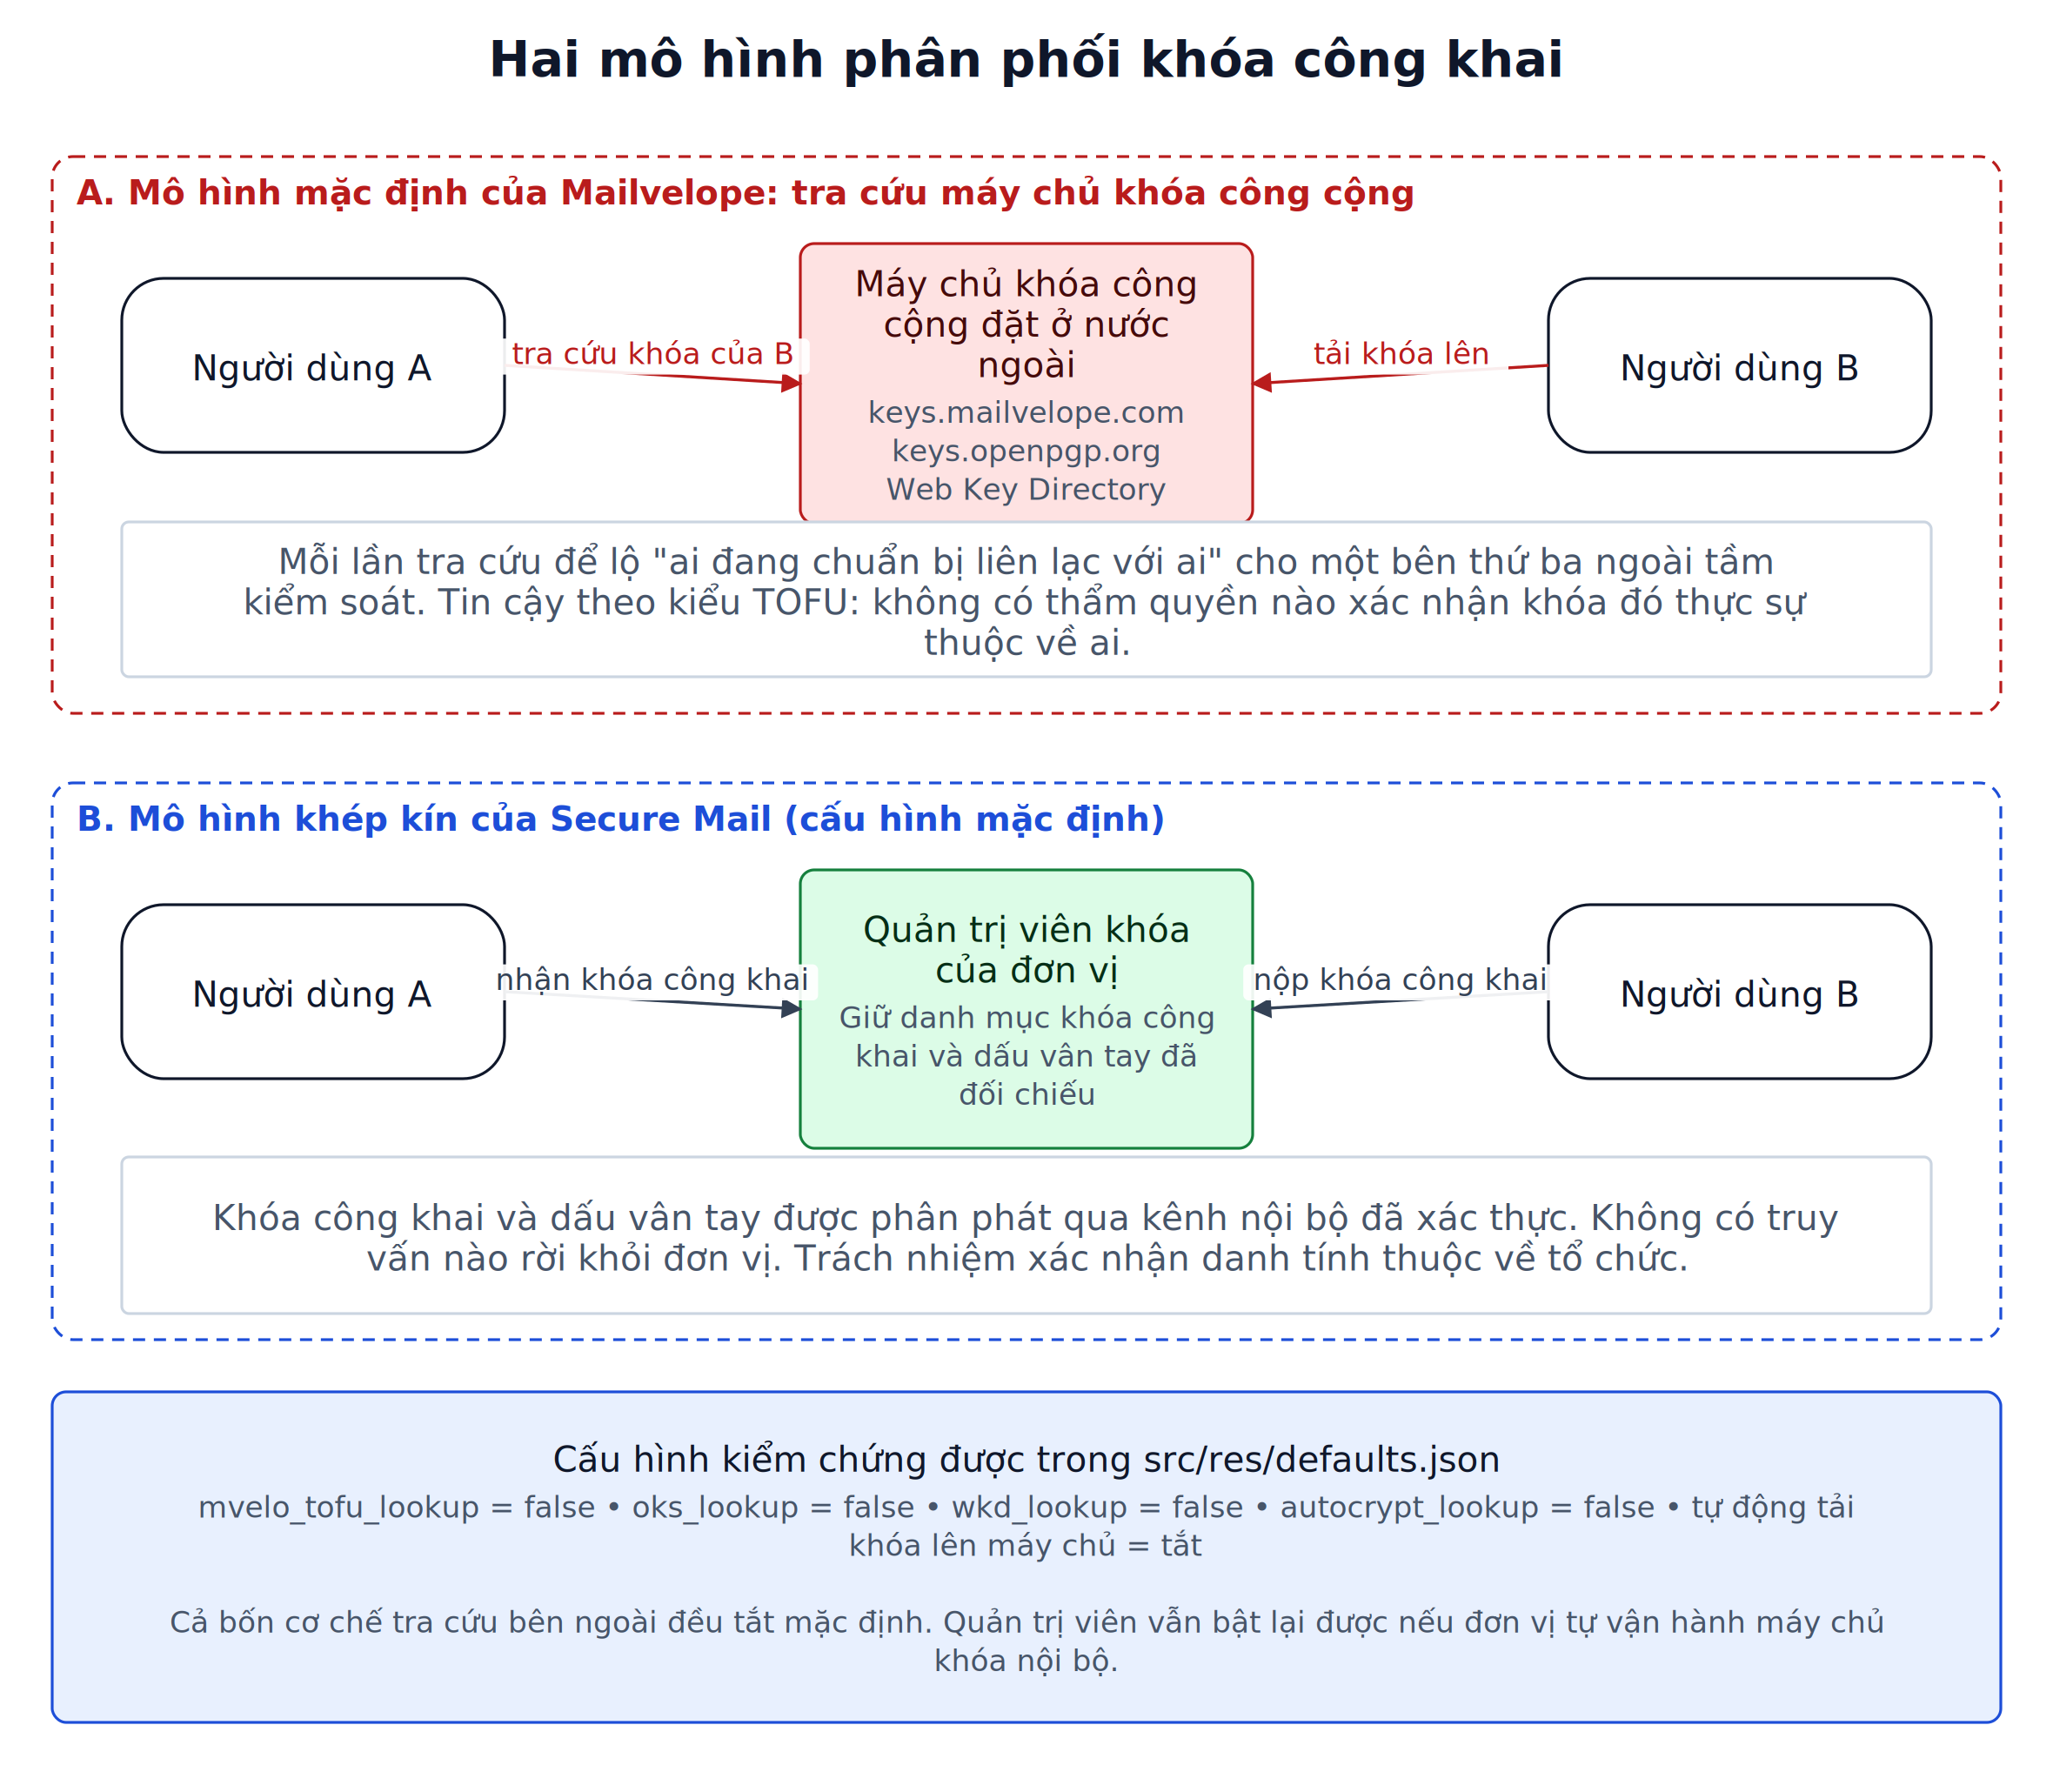 Hai mô hình phân phối khóa công khai
A. Mô hình mặc định của Mailvelope: tra cứu máy chủ khóa công cộng
Người dùng A
tra cứu khóa của B
Máy chủ khóa công
cộng đặt ở nước
ngoài
keys.mailvelope.com
keys.openpgp.org
Web Key Directory
tải khóa lên
Người dùng B
Mỗi lần tra cứu để lộ "ai đang chuẩn bị liên lạc với ai" cho một bên thứ ba ngoài tầm
kiểm soát. Tin cậy theo kiểu TOFU: không có thẩm quyền nào xác nhận khóa đó thực sự
thuộc về ai.
B. Mô hình khép kín của Secure Mail (cấu hình mặc định)
Người dùng A
nhận khóa công khai
Quản trị viên khóa
của đơn vị
Giữ danh mục khóa công
khai và dấu vân tay đã
đối chiếu
nộp khóa công khai
Người dùng B
Khóa công khai và dấu vân tay được phân phát qua kênh nội bộ đã xác thực. Không có truy
vấn nào rời khỏi đơn vị. Trách nhiệm xác nhận danh tính thuộc về tổ chức.
Cấu hình kiểm chứng được trong src/res/defaults.json
mvelo_tofu_lookup = false • oks_lookup = false • wkd_lookup = false • autocrypt_lookup = false • tự động tải
khóa lên máy chủ = tắt
Cả bốn cơ chế tra cứu bên ngoài đều tắt mặc định. Quản trị viên vẫn bật lại được nếu đơn vị tự vận hành máy chủ
khóa nội bộ.